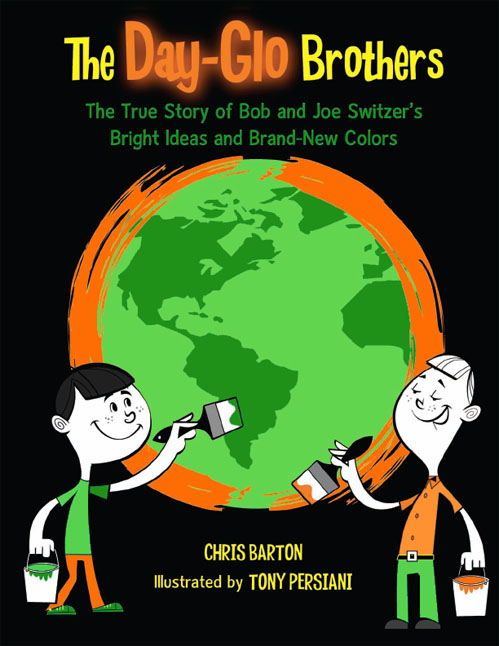 The Day-Glo Brothers
The True Story of Bob and Joe Switzer's
Bright Ideas and Brand-New Colors
CHRIS BARTON
Illustrated by TONY PERSIANI